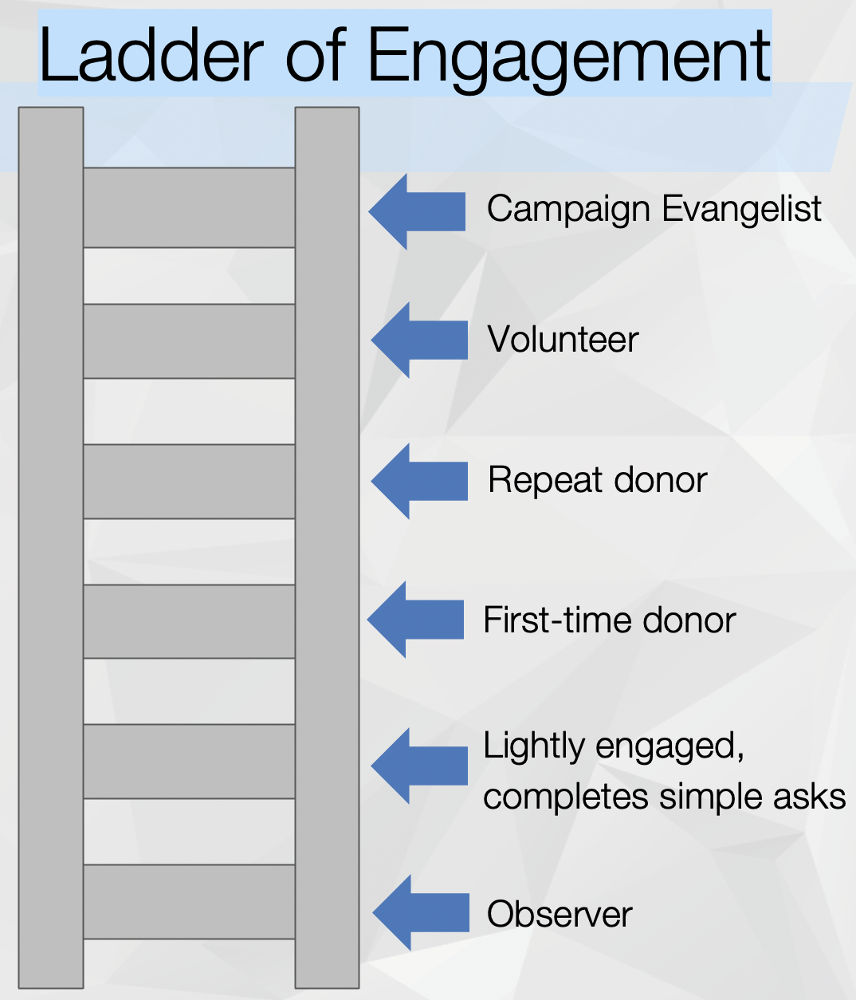 Ladder of Engagement
Campaign Evangelist
Volunteer
Repeat donor
First-time donor
Lightly engaged,
completes simple asks
Observer